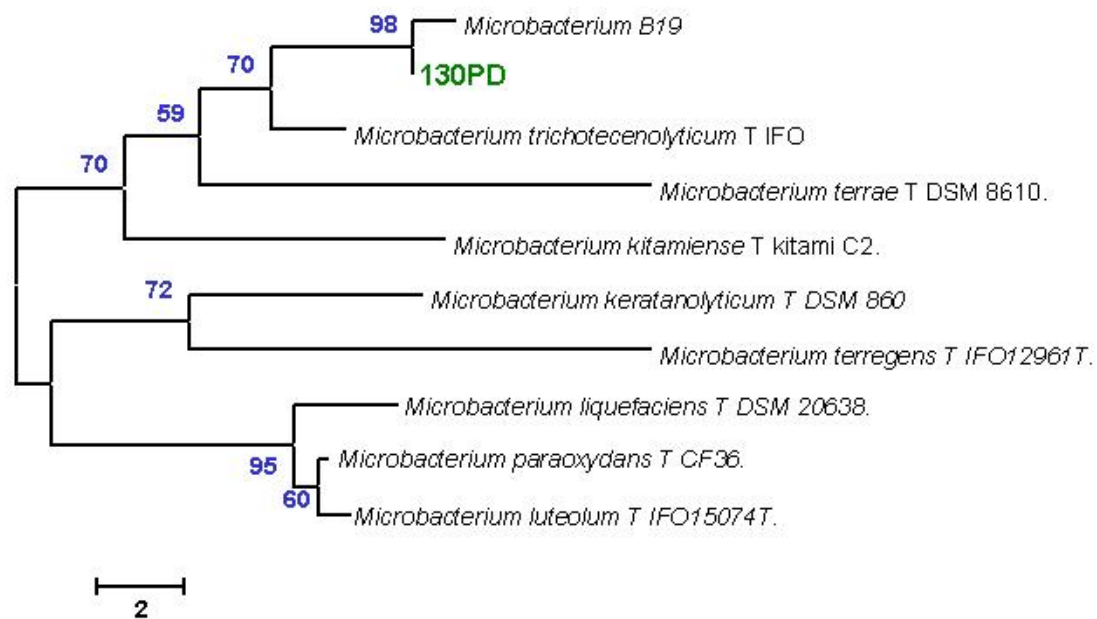 98
Microbacterium B19
70
130PD
59
Microbacterium trichotecenolyticum T IFO
70
Microbacterium terrae T DSM 8610.
Microbacterium kitamiense T kitami C2.
72
Microbacterium keratanolyticum T DSM 860
Microbacterium terregens T IFO12961T.
Microbacterium liquefaciens T DSM 20638.
95
Microbacterium paraoxydans T CF36.
60
Microbacterium luteolum T IFO15074T.
2